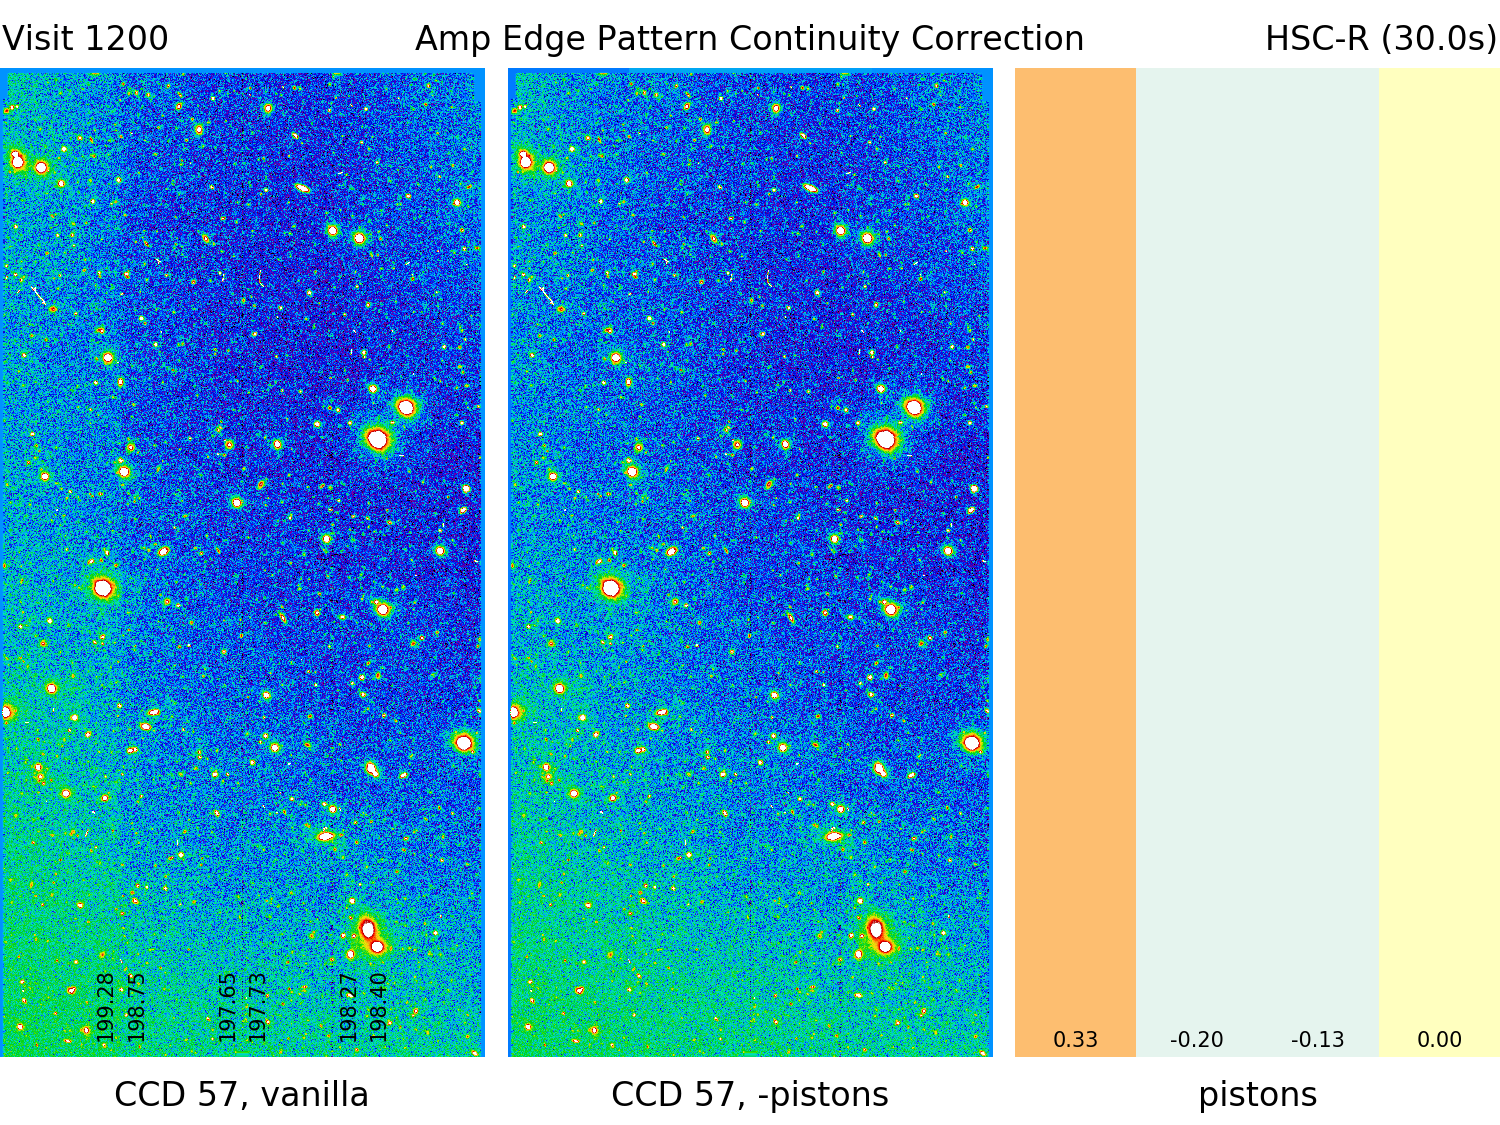 Visit 1200
Amp Edge Pattern Continuity Correction
HSC-R (30.0s)
199.28
198.75
197.65
197.73
198.27
198.40
0.33
-0.20
-0.13
0.00
CCD 57, vanilla
CCD 57, -pistons
pistons